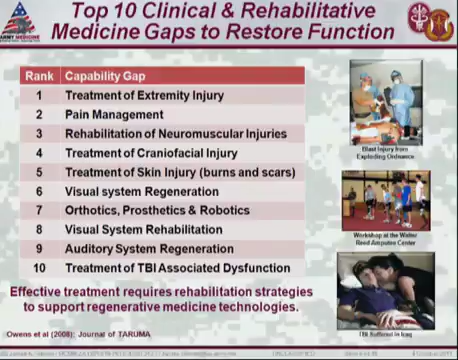 Top 10 Clinical & Rehabilitative
Medicine Gaps to Restore Function
ARMY MEDICINE
Rank Capability Gap
1 Treatment of Extremity Injury
2 Pain Management
3 Rehabilitation of Neuromuscular Injuries
4 Treatment of Craniofacial Injury
5 Treatment of Skin Injury (burns and scars)
6 Visual system Regeneration
7 Orthotics, Prosthetics & Robotics
8 Visual System Rehabilitation
9 Auditory System Regeneration
10 Treatment of TBI Associated Dysfunction
Blast Injury from
Exploding Ordnance
Workshop at the Walter
Reed Amputee Center
TBI Suffered in Iraq
Effective treatment requires rehabilitation strategies
to support regenerative medicine technologies.
Owens et al (2008); Journal of TARUMA